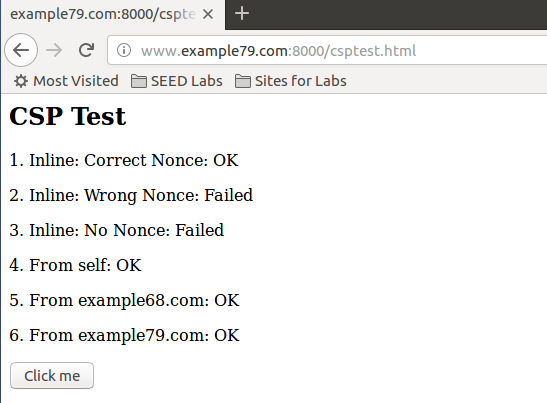 example79.com:8000/cspte
www.example79.com:8000/csptest.html
Most Visited SEED Labs Sites for Labs
CSP Test
1. Inline: Correct Nonce: OK
2. Inline: Wrong Nonce: Failed
3. Inline: No Nonce: Failed
4. From self: OK
5. From example68.com: OK
6. From example79.com: OK
Click me